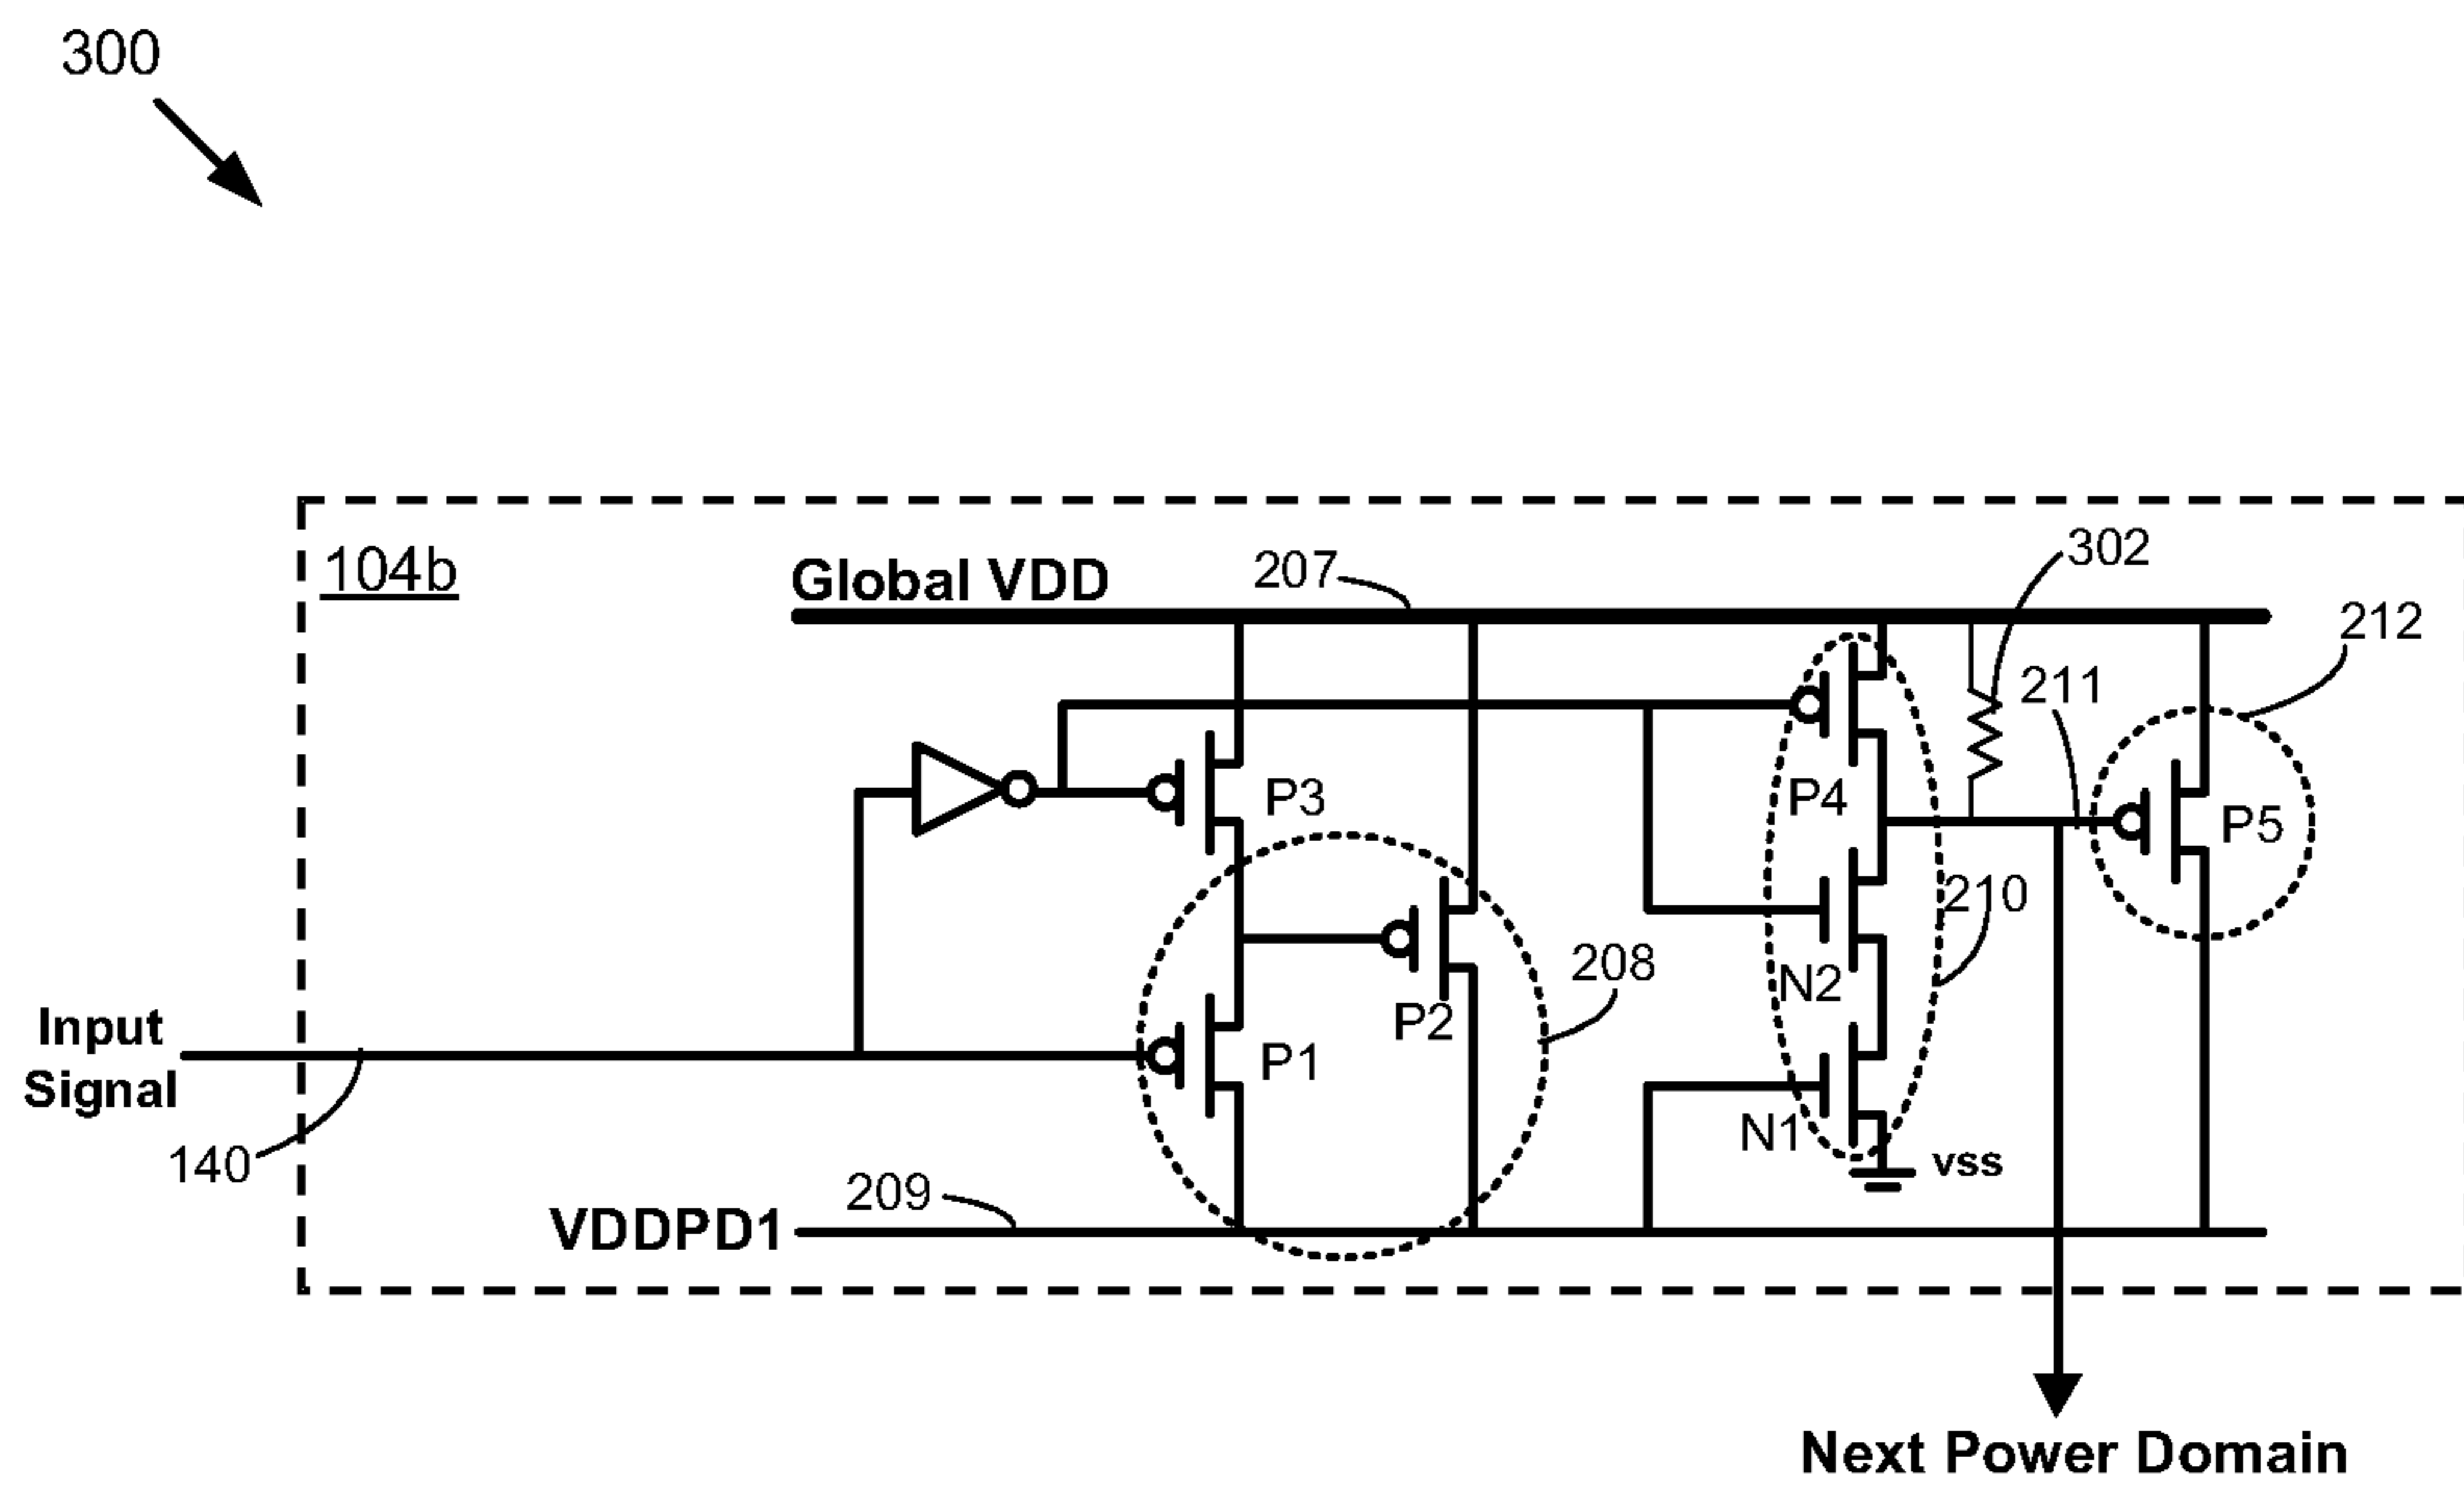 300
104b
Global VDD
207
302
212
211
P3
P4
P5
210
208
N2
P2
Input
Signal
P1
N1
140
vss
209
VDDPD1
Next Power Domain